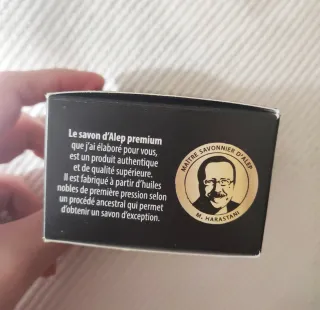 Le savon d'Alep premium
que j'ai élaboré pour vous,
est un produit authentique
et de qualité supérieure.
Il est fabriqué à partir d'huiles
nobles de première pression selon
un procédé ancestral qui permet
d'obtenir un savon d'exception.
MAITRE SAVONNIER D'ALEP
M. HARASTANI